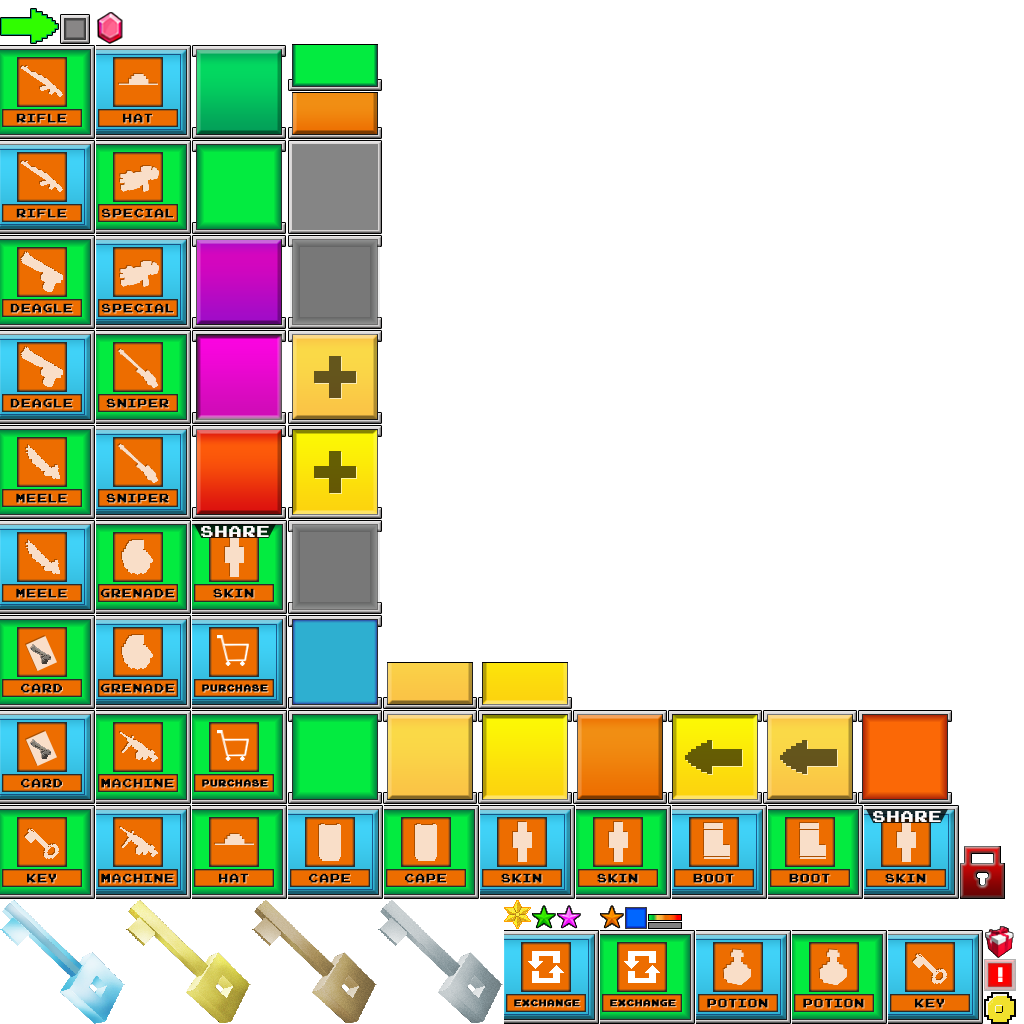 RIFLE
HAT
RIFLE
SPECIAL
DEAGLE
SPECIAL
DEAGLE
SNIPER
MEELE
SNIPER
SHARE
MEELE
GRENADE
SKIN
CARD
GRENADE
PURCHASE
CARD
MACHINE
PURCHASE
SHARE
KEY
MACHINE
HAT
CAPE
CAPE
SKIN
SKIN
BOOT
BOOT
SKIN
EXCHANGE
EXCHANGE
POTION
POTION
KEY